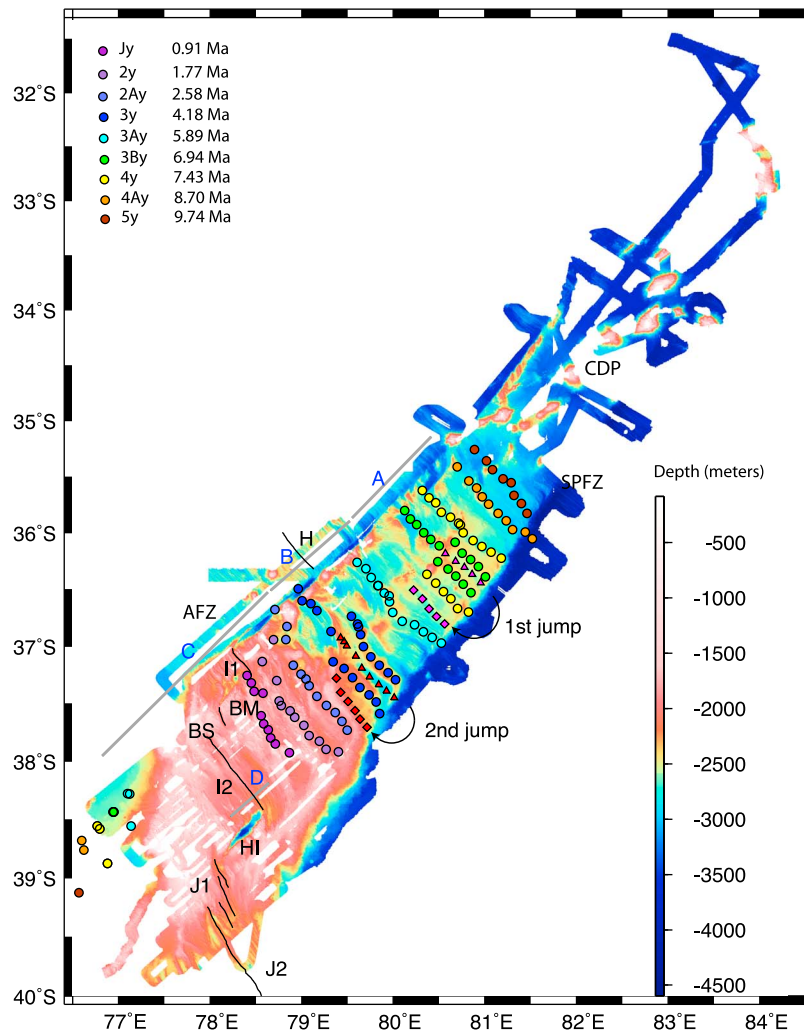 Jy 0.91 Ma
2y 1.77 Ma
2Ay 2.58 Ma
3y 4.18 Ma
3Ay 5.89 Ma
3By 6.94 Ma
4y 7.43 Ma
4Ay 8.70 Ma
5y 9.74 Ma
32˚S
33˚S
34˚S
35˚S
36˚S
37˚S
38˚S
39˚S
40˚S
CDP
A
SPFZ
Depth (meters)
H
B
AFZ
C
1st jump
I1
BM
BS
2nd jump
I2
D
HI
J1
J2
-500
-1000
-1500
-2000
-2500
-3000
-3500
-4000
-4500
77˚E
78˚E
79˚E
80˚E
81˚E
82˚E
83˚E
84˚E